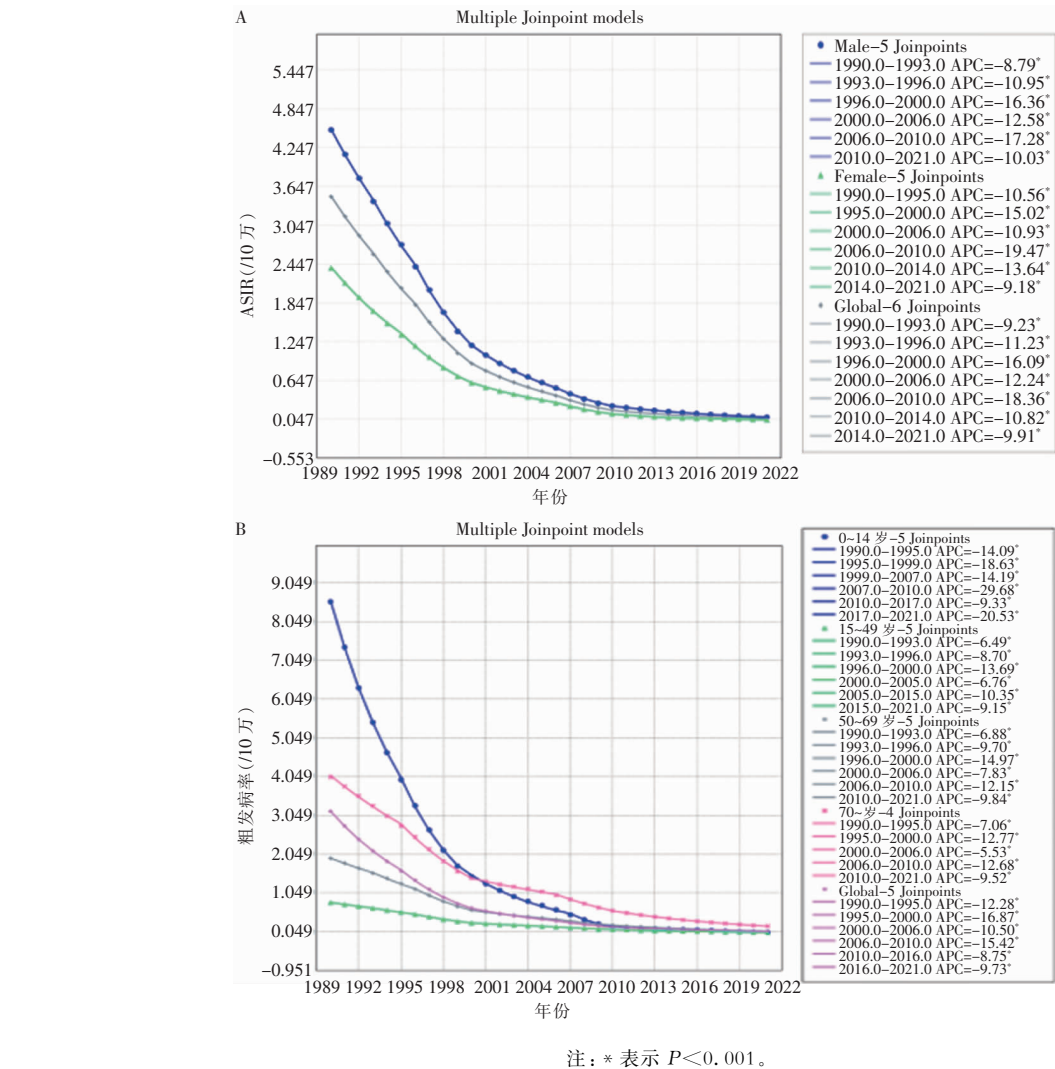 A
Multiple Joinpoint models
5.447
4.847
4.247
3.647
3.047
2.447
1.847
1.247
0.647
0.047
−0.553
ASIR(/10 万)
1989 1992 1995 1998 2001 2004 2007 2010 2013 2016 2019 2022
年份
Male−5 Joinpoints
1990.0−1993.0 APC=−8.79*
1993.0−1996.0 APC=−10.95*
1996.0−2000.0 APC=−16.36*
2000.0−2006.0 APC=−12.58*
2006.0−2010.0 APC=−17.28*
2010.0−2021.0 APC=−10.03*
Female−5 Joinpoints
1990.0−1995.0 APC=−10.56*
1995.0−2000.0 APC=−15.02*
2000.0−2006.0 APC=−10.93*
2006.0−2010.0 APC=−19.47*
2010.0−2014.0 APC=−13.64*
2014.0−2021.0 APC=−9.18*
Global−6 Joinpoints
1990.0−1993.0 APC=−9.23*
1993.0−1996.0 APC=−11.23*
1996.0−2000.0 APC=−16.09*
2000.0−2006.0 APC=−12.24*
2006.0−2010.0 APC=−18.36*
2010.0−2014.0 APC=−10.82*
2014.0−2021.0 APC=−9.91*
B
Multiple Joinpoint models
9.049
8.049
7.049
6.049
5.049
4.049
3.049
2.049
1.049
0.049
−0.951
粗发病率(/10 万)
1989 1992 1995 1998 2001 2004 2007 2010 2013 2016 2019 2022
年份
0~14 岁−5 Joinpoints
1990.0−1995.0 APC=−14.09*
1995.0−1999.0 APC=−18.63*
1999.0−2007.0 APC=−14.19*
2007.0−2010.0 APC=−29.68*
2010.0−2017.0 APC=−9.33*
2017.0−2021.0 APC=−20.53*
15~49 岁−5 Joinpoints
1990.0−1993.0 APC=−6.49*
1993.0−1996.0 APC=−8.70*
1996.0−2000.0 APC=−13.69*
2000.0−2005.0 APC=−6.76*
2005.0−2015.0 APC=−10.35*
2015.0−2021.0 APC=−9.15*
50~69 岁−5 Joinpoints
1990.0−1993.0 APC=−6.88*
1993.0−1996.0 APC=−9.70*
1996.0−2000.0 APC=−14.97*
2000.0−2006.0 APC=−7.83*
2006.0−2010.0 APC=−12.15*
2010.0−2021.0 APC=−9.84*
70~岁−4 Joinpoints
1990.0−1995.0 APC=−7.06*
1995.0−2000.0 APC=−12.77*
2000.0−2006.0 APC=−5.53*
2006.0−2010.0 APC=−12.68*
2010.0−2021.0 APC=−9.52*
Global−5 Joinpoints
1990.0−1995.0 APC=−12.28*
1995.0−2000.0 APC=−16.87*
2000.0−2006.0 APC=−10.50*
2006.0−2010.0 APC=−15.42*
2010.0−2016.0 APC=−8.75*
2016.0−2021.0 APC=−9.73*
注：* 表示 P<0.001。